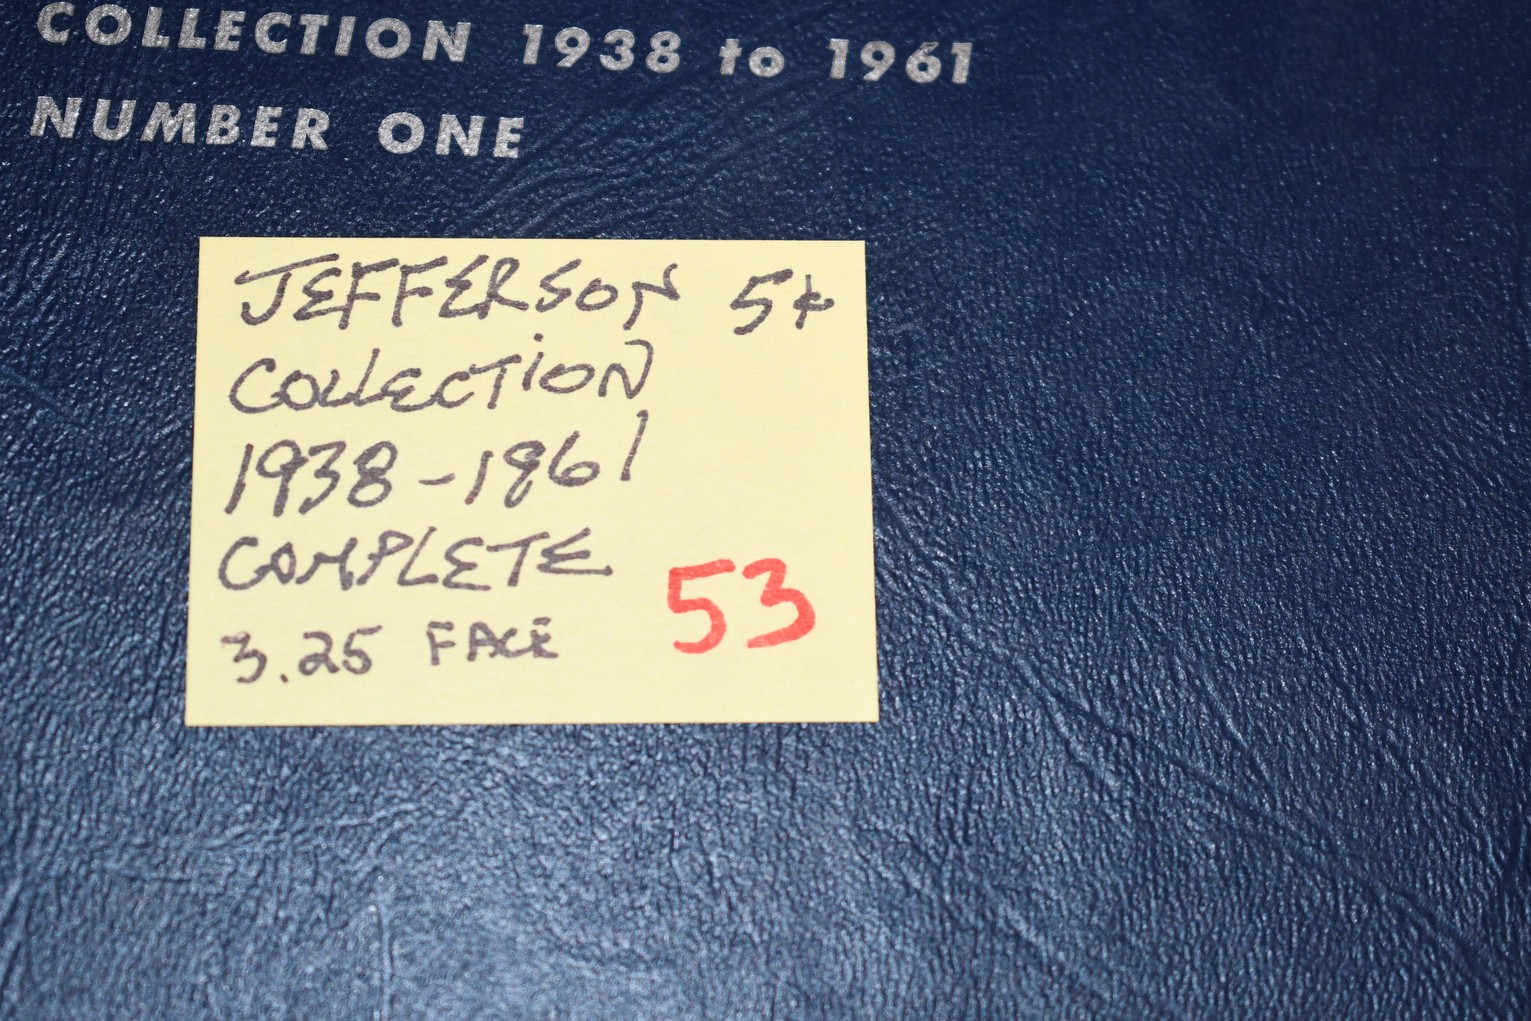 COLLECTION 1938 to 1961
NUMBER ONE
JEFFERSON 5¢
COLLECTION
1938-1961
COMPLETE
3.25 FACE
53